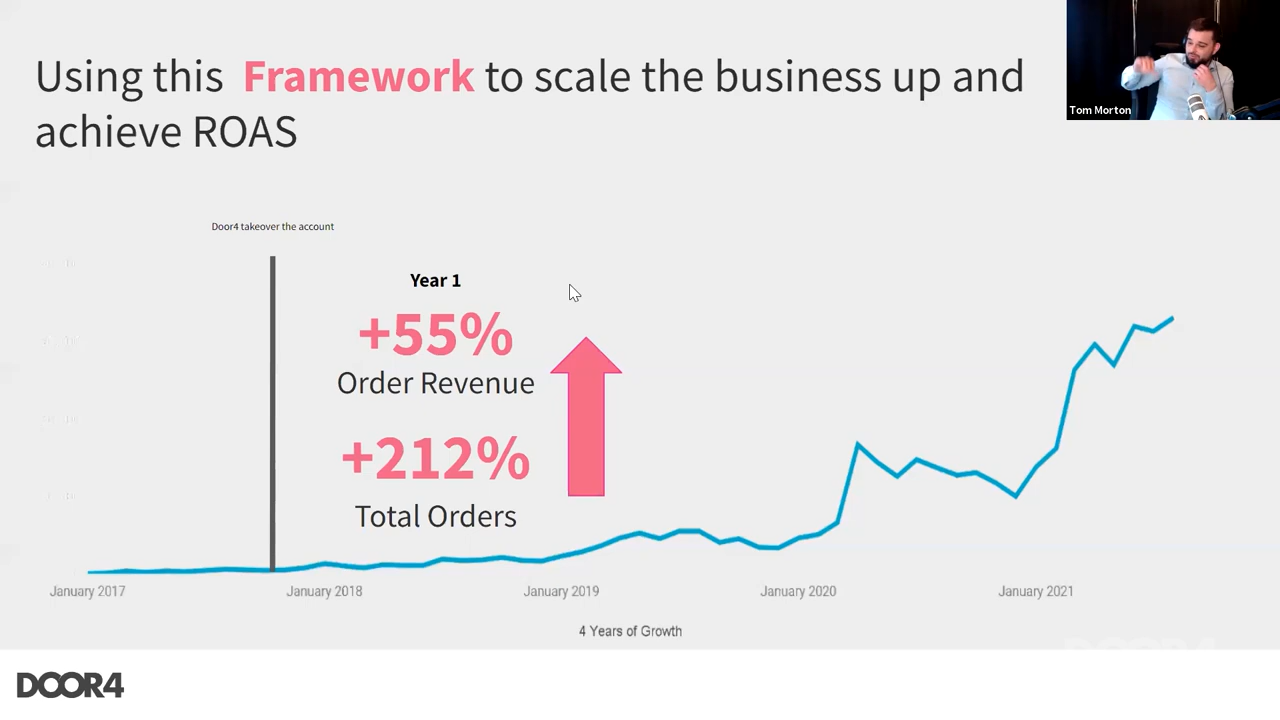 Using this Framework to scale the business up and
achieve ROAS
Tom Morton
Door4 takeover the account
Year 1
+55%
Order Revenue
+212%
Total Orders
January 2017
January 2018
January 2019
January 2020
January 2021
4 Years of Growth
DOOR4
DOOR4